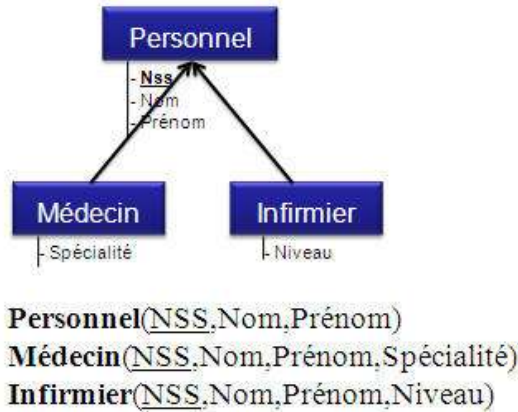 Personnel
- Nss
- Nom
- Prénom
Médecin
- Spécialité
Infirmier
- Niveau
Personnel(NSS,Nom,Prénom)
Médecin(NSS,Nom,Prénom,Spécialité)
Infirmier(NSS,Nom,Prénom,Niveau)